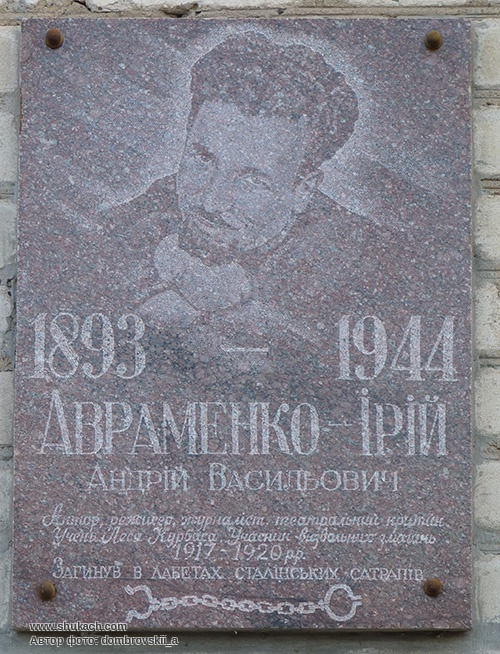 1893 — 1944
Авраменко-Ірій
Андрій Васильович
Актор, режисер, журналіст, театральний критик.
Учень Леся Курбаса. Учасник визвольних змагань
1917-1920 рр.
Загинув в лабетах сталінських сатрапів
www.shukach.com
Автор фото: dombrovskii_a